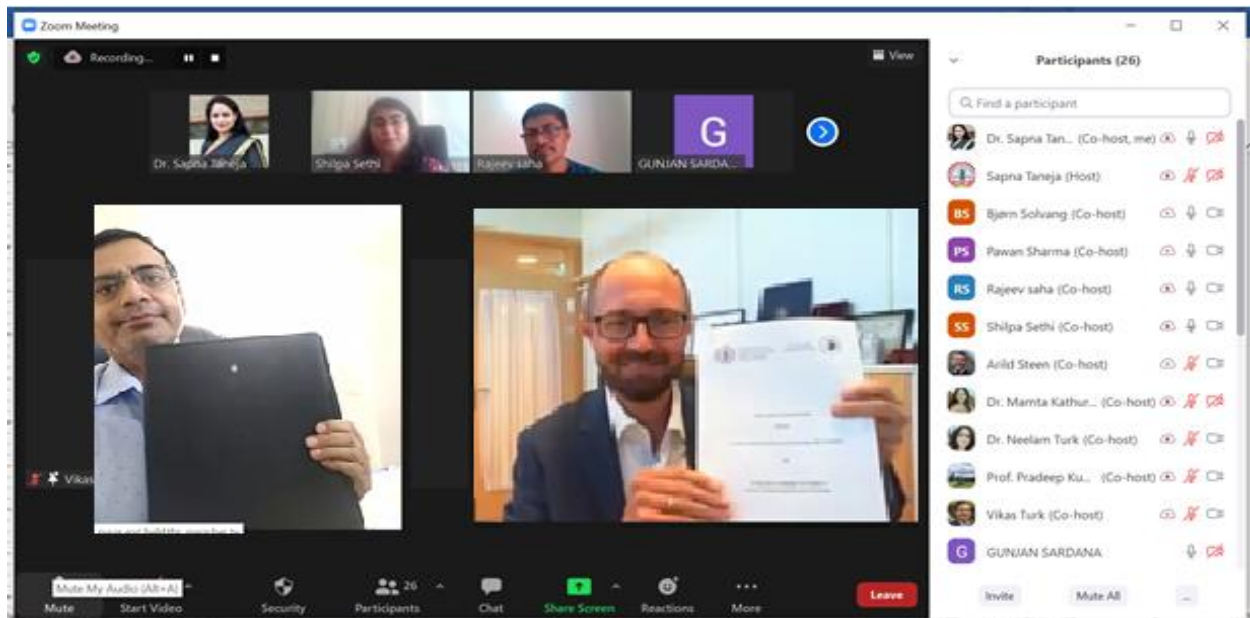 Zoom Meeting
Recording...
View
Dr. Sapna Taneja
Shilpa Sethi
Rajeev saha
GUNJAN SARDA...
G
Vikas
Mute My Audio (Alt+A)
Mute
Start Video
Security
26
Participants
Chat
Share Screen
Reactions
More
Leave
Participants (26)
Find a participant
Dr. Sapna Tan... (Co-host, me)
Sapna Taneja (Host)
BS Bjørn Solvang (Co-host)
PS Pawan Sharma (Co-host)
RS Rajeev saha (Co-host)
SS Shilpa Sethi (Co-host)
Arild Steen (Co-host)
Dr. Mamta Kathur... (Co-host)
Dr. Neelam Turk (Co-host)
Prof. Pradeep Ku... (Co-host)
Vikas Turk (Co-host)
G GUNJAN SARDANA
Invite
Mute All
...